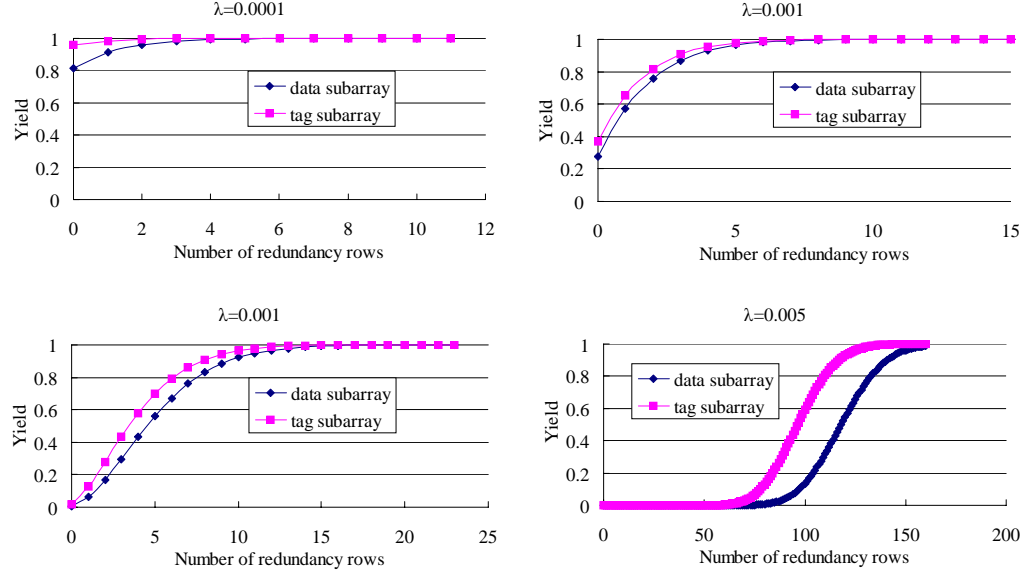 λ=0.0001
Yield
1
0.8
0.6
0.4
0.2
0
data subarray
tag subarray
0 2 4 6 8 10 12
Number of redundancy rows
λ=0.001
Yield
1
0.8
0.6
0.4
0.2
0
data subarray
tag subarray
0 5 10 15
Number of redundancy rows
λ=0.001
Yield
1
0.8
0.6
0.4
0.2
0
data subarray
tag subarray
0 5 10 15 20 25
Number of redundancy rows
λ=0.005
Yield
1
0.8
0.6
0.4
0.2
0
data subarray
tag subarray
0 50 100 150 200
Number of redundancy rows